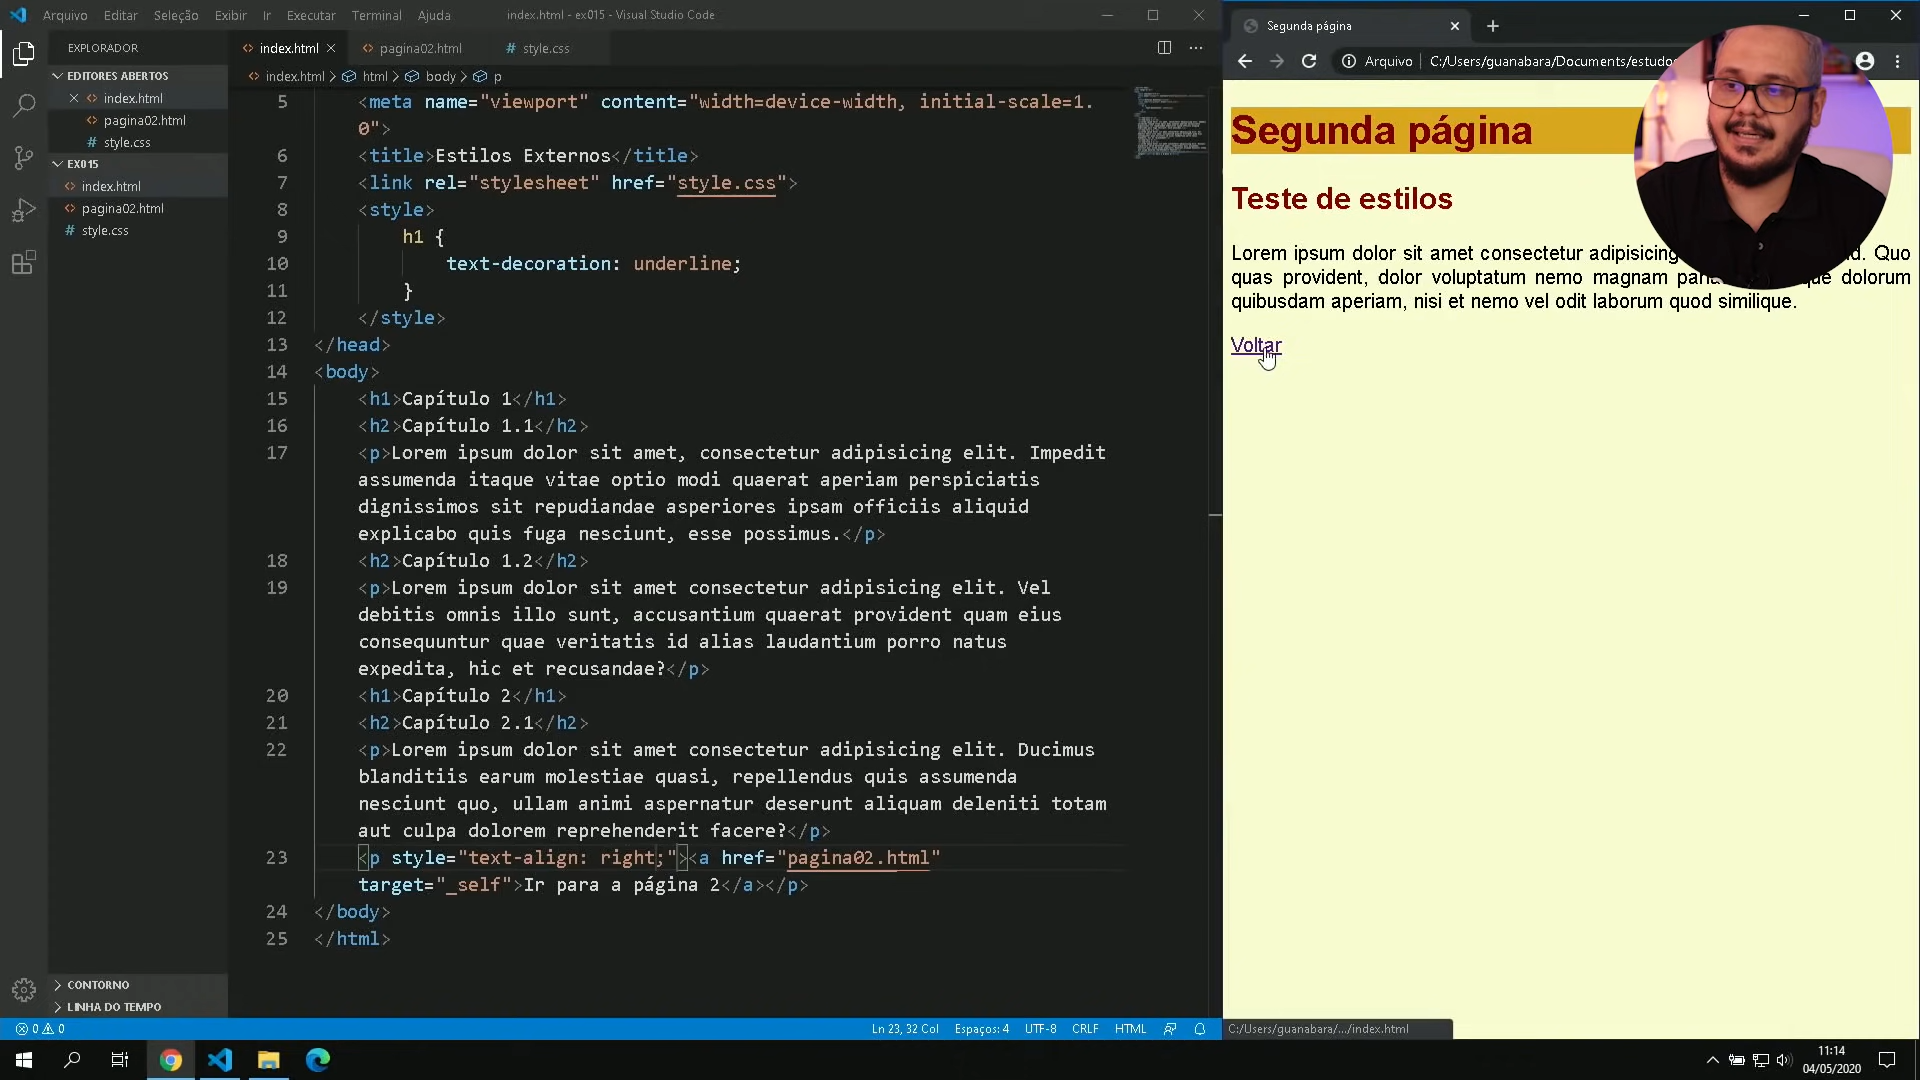 Arquivo Editar Seleção Exibir Ir Executar Terminal Ajuda
index.html - ex015 - Visual Studio Code
EXPLORADOR
EDITORES ABERTOS
index.html
pagina02.html
style.css
EX015
index.html
pagina02.html
style.css
CONTORNO
LINHA DO TEMPO
index.html pagina02.html style.css
index.html > html > body > p
5 <meta name="viewport" content="width=device-width, initial-scale=1.
0">
6 <title>Estilos Externos</title>
7 <link rel="stylesheet" href="style.css">
8 <style>
9 h1 {
10 text-decoration: underline;
11 }
12 </style>
13 </head>
14 <body>
15 <h1>Capítulo 1</h1>
16 <h2>Capítulo 1.1</h2>
17 <p>Lorem ipsum dolor sit amet, consectetur adipisicing elit. Impedit
assumenda itaque vitae optio modi quaerat aperiam perspiciatis
dignissimos sit repudiandae asperiores ipsam officiis aliquid
explicabo quis fuga nesciunt, esse possimus.</p>
18 <h2>Capítulo 1.2</h2>
19 <p>Lorem ipsum dolor sit amet consectetur adipisicing elit. Vel
debitis omnis illo sunt, accusantium quaerat provident quam eius
consequuntur quae veritatis id alias laudantium porro natus
expedita, hic et recusandae?</p>
20 <h1>Capítulo 2</h1>
21 <h2>Capítulo 2.1</h2>
22 <p>Lorem ipsum dolor sit amet consectetur adipisicing elit. Ducimus
blanditiis earum molestiae quasi, repellendus quis assumenda
nesciunt quo, ullam animi aspernatur deserunt aliquam deleniti totam
aut culpa dolorem reprehenderit facere?</p>
23 <p style="text-align: right;"><a href="pagina02.html"
target="_self">Ir para a página 2</a></p>
24 </body>
25 </html>
0 0
Ln 23, 32 Col Espaços: 4 UTF-8 CRLF HTML
Segunda página
Arquivo C:/Users/guanabara/Documents/estudos
Segunda página
Teste de estilos
Lorem ipsum dolor sit amet consectetur adipisicing Quo
quas provident, dolor voluptatum nemo magnam dolorum
quibusdam aperiam, nisi et nemo vel odit laborum quod similique.
Voltar
C:/Users/guanabara/.../index.html
11:14
04/05/2020